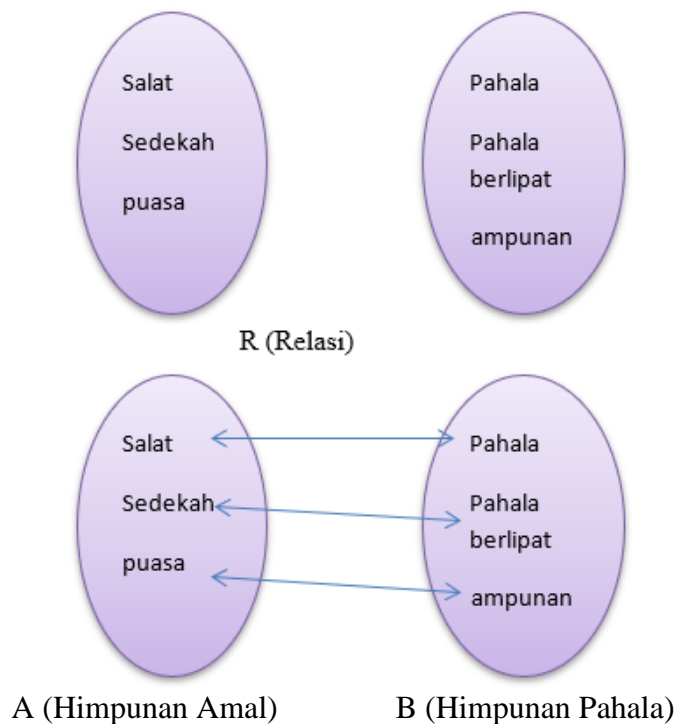 Salat
Sedekah
puasa
Pahala
Pahala
berlipat
ampunan
R (Relasi)
Salat
Sedekah
puasa
Pahala
Pahala
berlipat
ampunan
A (Himpunan Amal)
B (Himpunan Pahala)